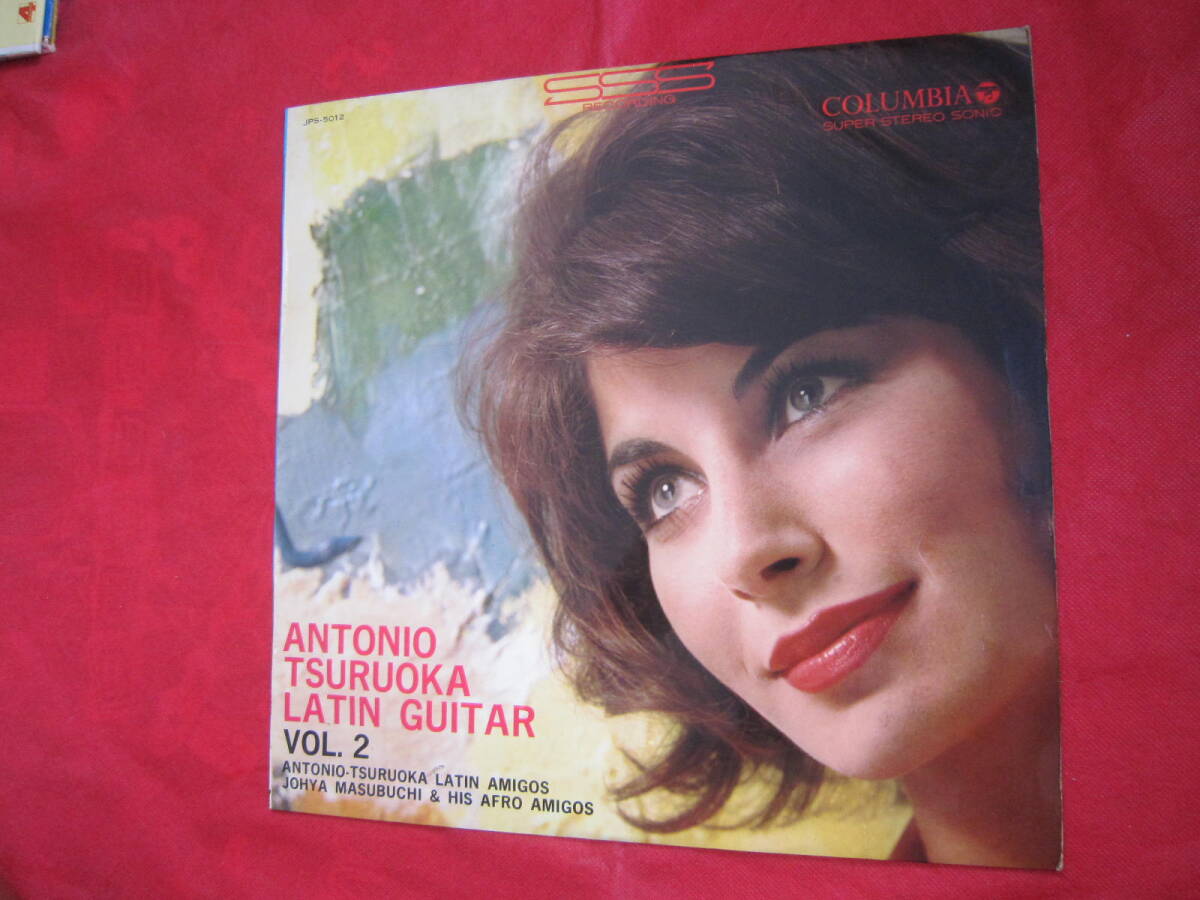 4
SSS
RECORDING
JPS-5012
COLUMBIA
SUPER STEREO SONIC
ANTONIO
TSURUOKA
LATIN GUITAR
VOL. 2
ANTONIO-TSURUOKA LATIN AMIGOS
JOHYA MASUBUCHI & HIS AFRO AMIGOS